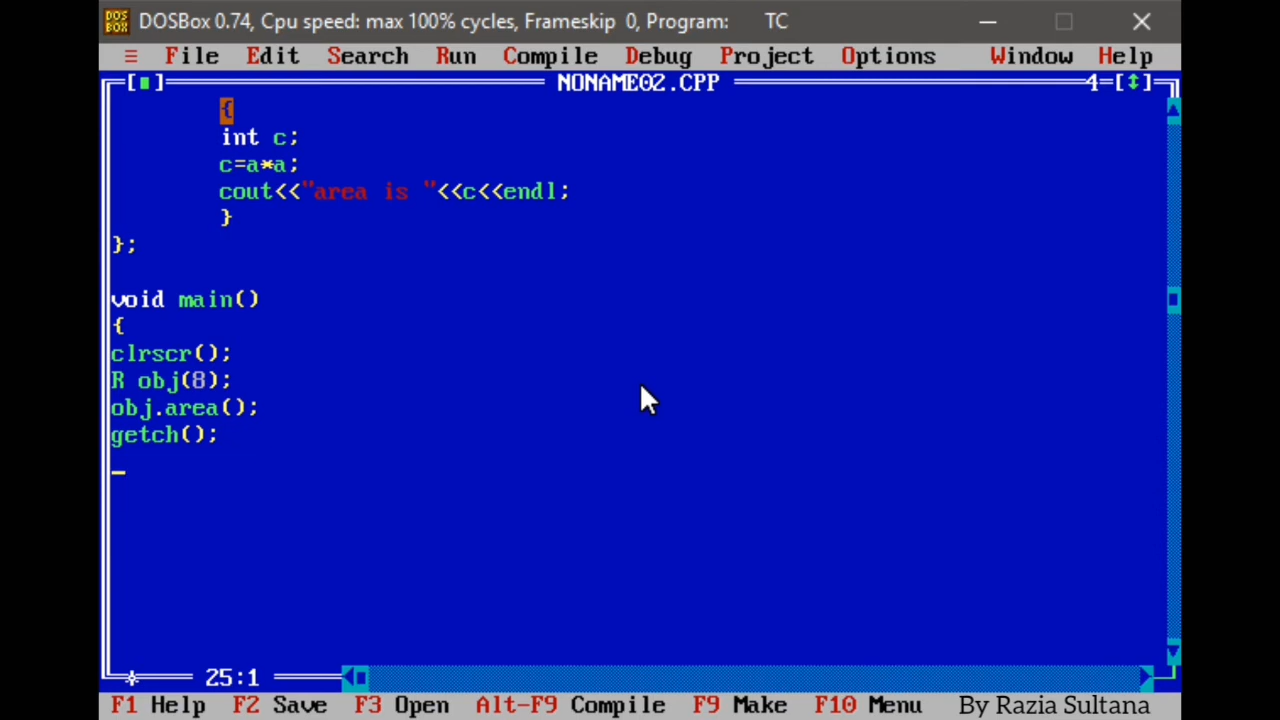 DOSBox 0.74, Cpu speed: max 100% cycles, Frameskip 0, Program: TC
≡ File Edit Search Run Compile Debug Project Options Window Help
NONAME02.CPP 4
{
int c;
c=a*a;
cout<<"area is "<<c<<endl;
}
};
void main()
{
clrscr();
R obj(8);
obj.area();
getch();
25:1
F1 Help F2 Save F3 Open Alt-F9 Compile F9 Make F10 Menu By Razia Sultana